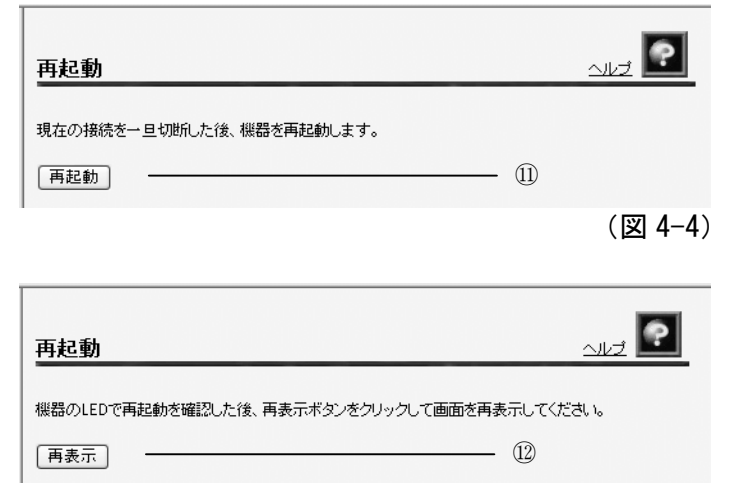 再起動
ヘルプ
現在の接続を一旦切断した後、機器を再起動します。
再起動
⑪
(図 4-4)
再起動
ヘルプ
機器のLEDで再起動を確認した後、再表示ボタンをクリックして画面を再表示してください。
再表示
⑫